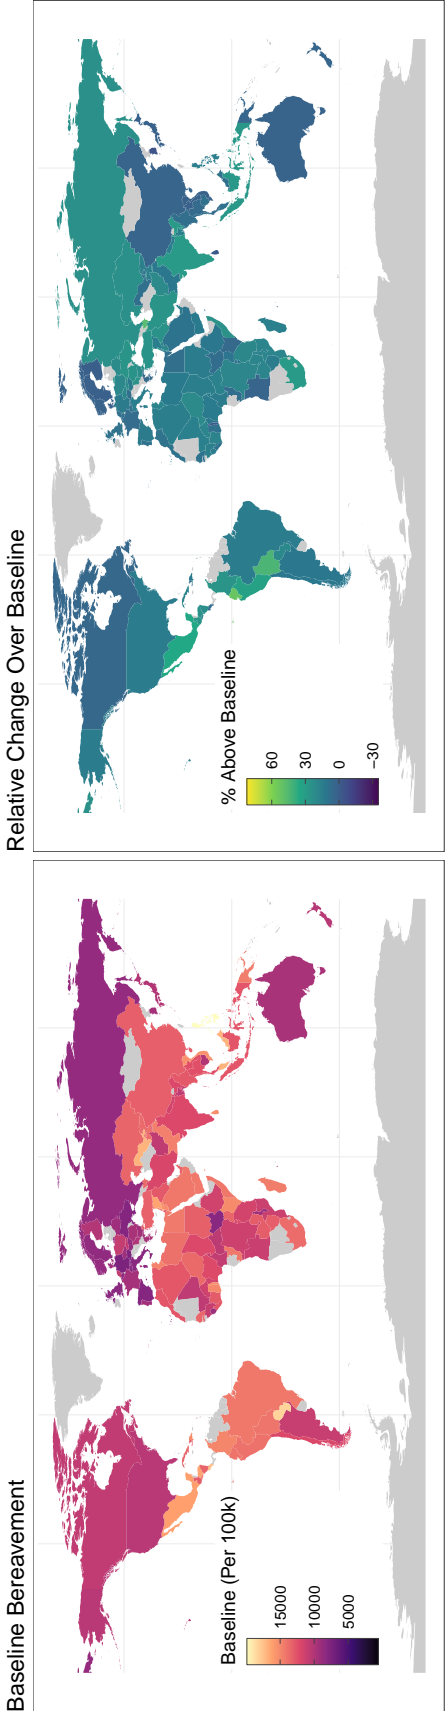 Baseline Bereavement
Baseline (Per 100k)
15000
10000
5000
Relative Change Over Baseline
% Above Baseline
60
30
0
−30